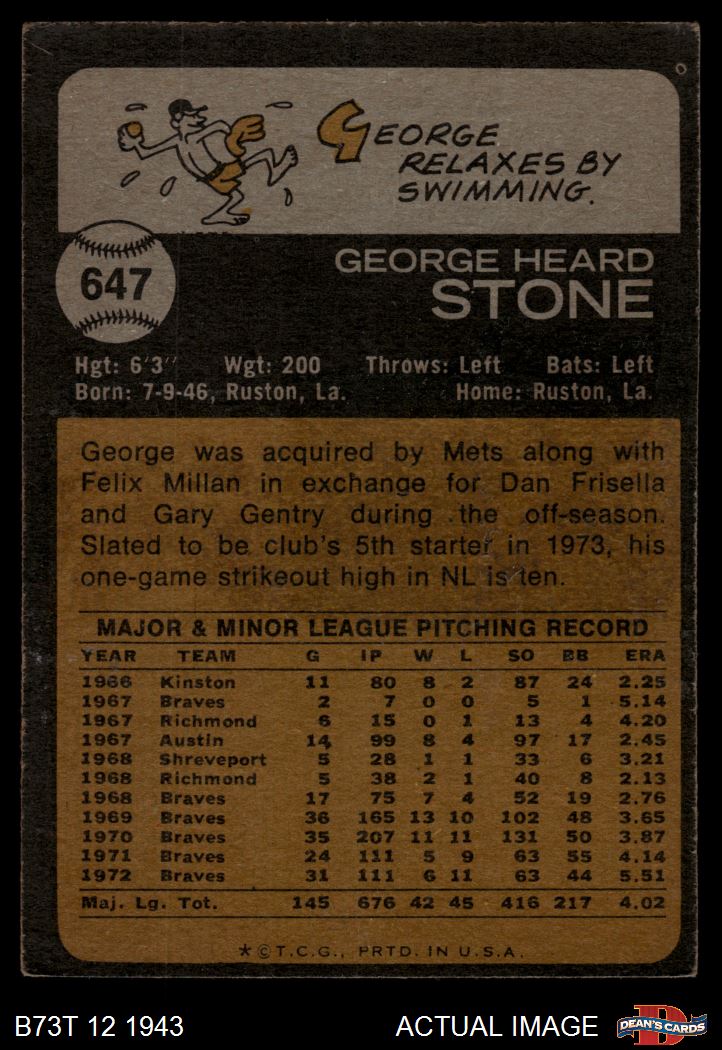 GEORGE
RELAXES BY
SWIMMING.
647
GEORGE HEARD
STONE
Hgt: 6'3" Wgt: 200 Throws: Left Bats: Left
Born: 7-9-46, Ruston, La. Home: Ruston, La.
George was acquired by Mets along with
Felix Millan in exchange for Dan Frisella
and Gary Gentry during the off-season.
Slated to be club's 5th starter in 1973, his
one-game strikeout high in NL is ten.
MAJOR & MINOR LEAGUE PITCHING RECORD
YEAR TEAM G IP W L SO BB ERA
1966 Kinston 11 80 8 2 87 24 2.25
1967 Braves 2 7 0 0 5 1 5.14
1967 Richmond 6 15 0 1 13 4 4.20
1967 Austin 14 99 8 4 97 17 2.45
1968 Shreveport 5 28 1 1 33 6 3.21
1968 Richmond 5 38 2 1 40 8 2.13
1968 Braves 17 75 7 4 52 19 2.76
1969 Braves 36 165 13 10 102 48 3.65
1970 Braves 35 207 11 11 131 50 3.87
1971 Braves 24 111 5 9 63 55 4.14
1972 Braves 31 111 6 11 63 44 5.51
Maj. Lg. Tot. 145 676 42 45 416 217 4.02
*©T.C.G., PRTD. IN U.S.A.
B73T 12 1943 ACTUAL IMAGE D DEAN'S CARDS